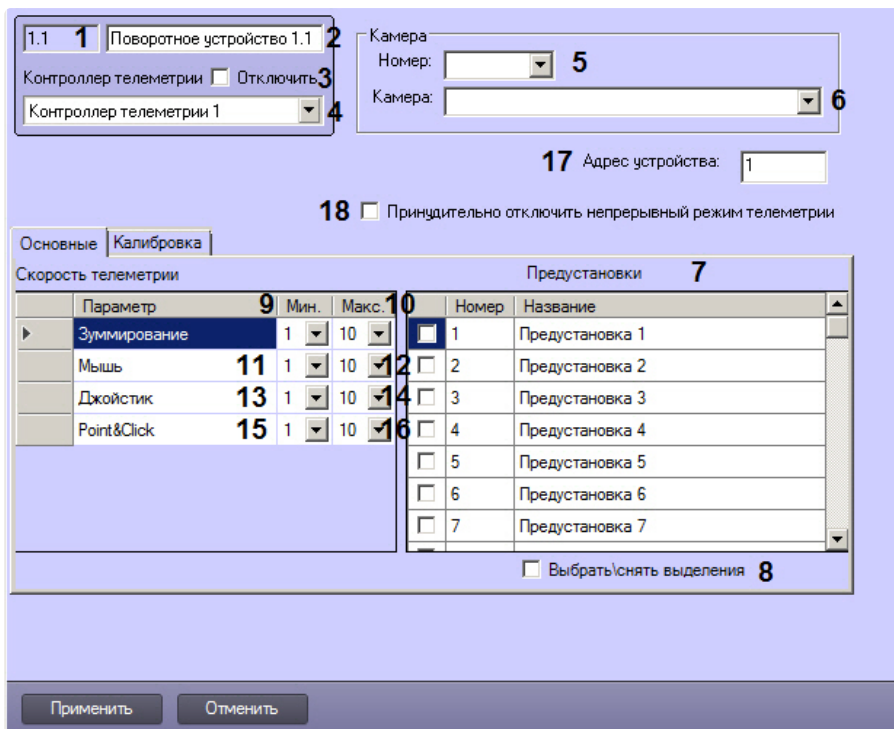 1.1 1 Поворотное устройство 1.1 2
Контроллер телеметрии Отключить 3
Контроллер телеметрии 1 4
Камера
Номер: 5
Камера: 6
17 Адрес устройства: 1
18 Принудительно отключить непрерывный режим телеметрии
Основные Калибровка
Скорость телеметрии
Параметр 9 Мин. Макс. 10
Зуммирование 1 10
Мышь 11 1 10 12
Джойстик 13 1 10 14
Point&Click 15 1 10 16
Предустановки 7
Номер Название
1 Предустановка 1
2 Предустановка 2
3 Предустановка 3
4 Предустановка 4
5 Предустановка 5
6 Предустановка 6
7 Предустановка 7
Выбрать\снять выделения 8
Применить Отменить